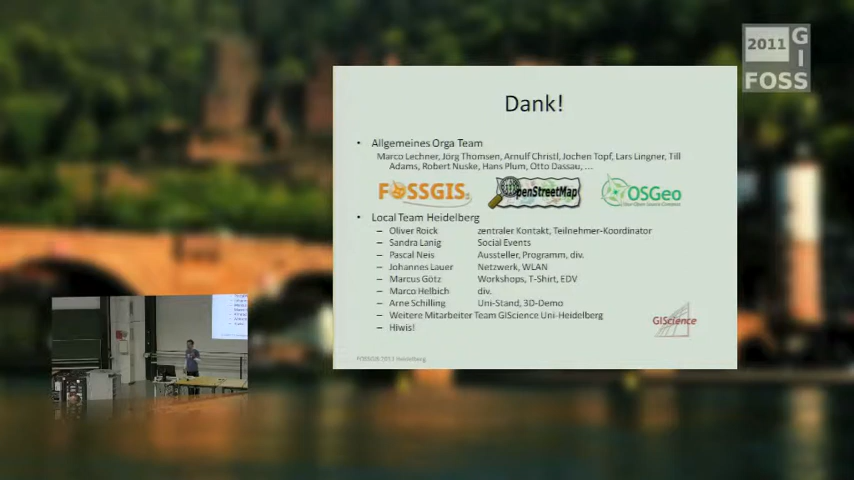 2011 G
I
FOSS
Dank!
• Allgemeines Orga Team
Marco Lechner, Jörg Thomsen, Arnulf Christl, Jochen Topf, Lars Lingner, Till
Adams, Robert Nuske, Hans Plum, Otto Dassau, ...
FOSSGIS OpenStreetMap OSGeo
• Local Team Heidelberg
– Oliver Roick zentraler Kontakt, Teilnehmer-Koordinator
– Sandra Lanig Social Events
– Pascal Neis Aussteller, Programm, div.
– Johannes Lauer Netzwerk, WLAN
– Marcus Götz Workshops, T-Shirt, EDV
– Marco Helbich div.
– Arne Schilling Uni-Stand, 3D-Demo
– Weitere Mitarbeiter Team GIScience Uni-Heidelberg
– Hiwis!
GIScience
FOSSGIS 2011 Heidelberg